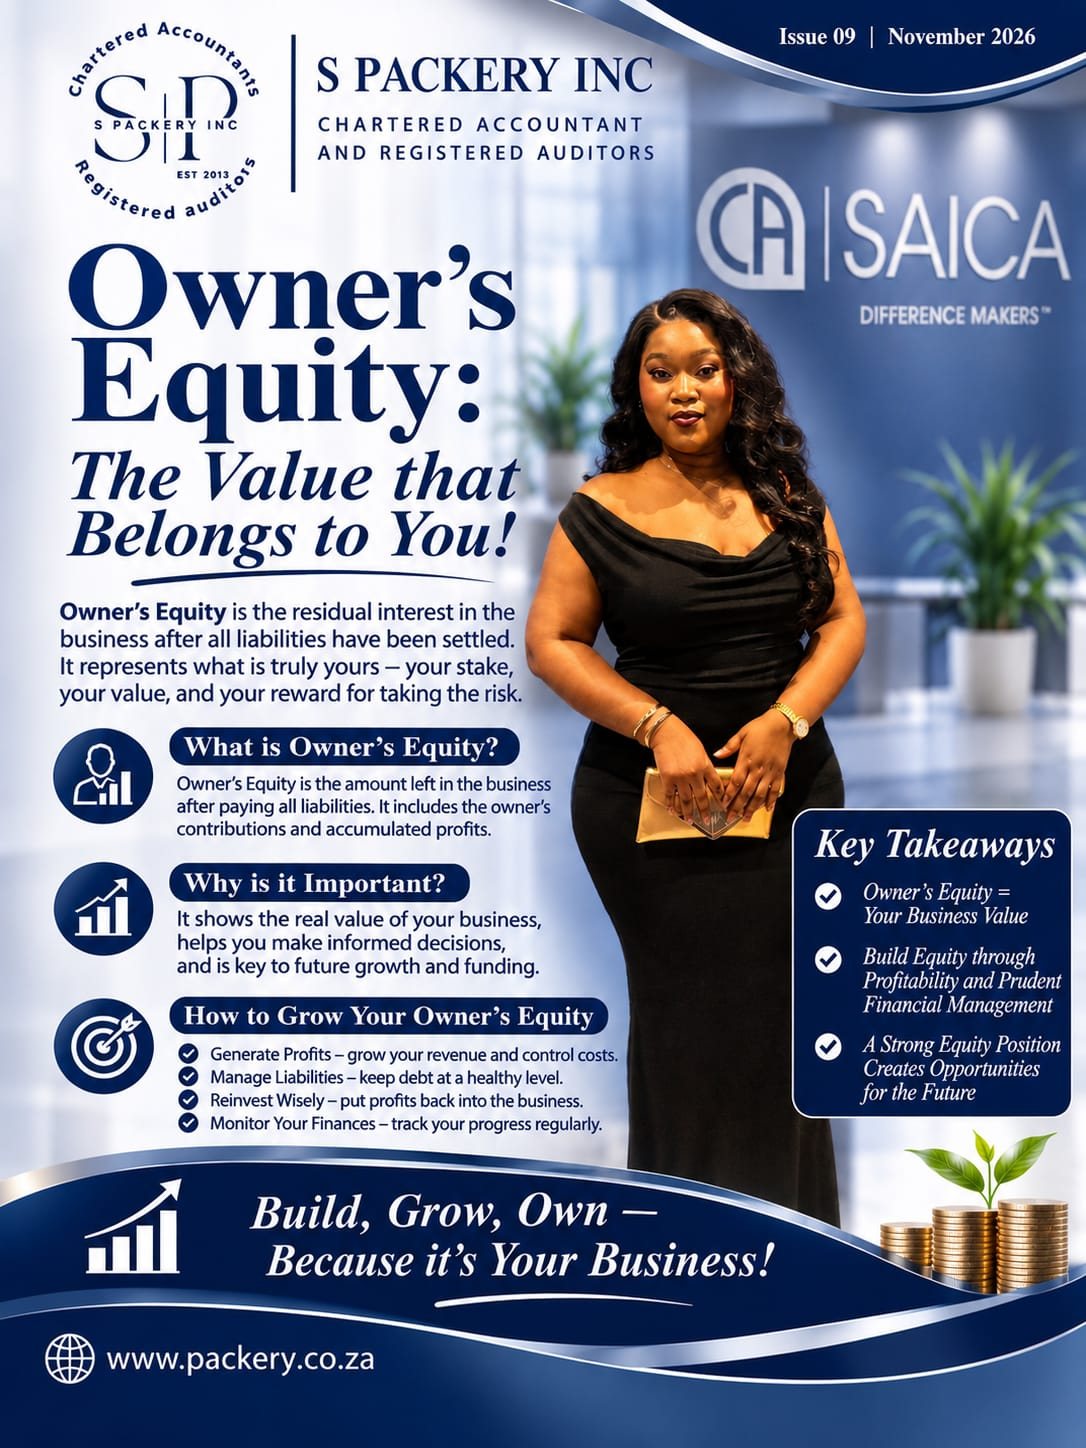 Chartered Accountants
S|P
S PACKERY INC
EST 2013
Registered auditors
S PACKERY INC
CHARTERED ACCOUNTANT
AND REGISTERED AUDITORS
Issue 09 | November 2026
CA | SAICA
DIFFERENCE MAKERS™
Owner's
Equity:
The Value that
Belongs to You!
Owner's Equity is the residual interest in the
business after all liabilities have been settled.
It represents what is truly yours – your stake,
your value, and your reward for taking the risk.
What is Owner's Equity?
Owner's Equity is the amount left in the business
after paying all liabilities. It includes the owner's
contributions and accumulated profits.
Why is it Important?
It shows the real value of your business,
helps you make informed decisions,
and is key to future growth and funding.
How to Grow Your Owner's Equity
Generate Profits – grow your revenue and control costs.
Manage Liabilities – keep debt at a healthy level.
Reinvest Wisely – put profits back into the business.
Monitor Your Finances – track your progress regularly.
Key Takeaways
Owner's Equity =
Your Business Value
Build Equity through
Profitability and Prudent
Financial Management
A Strong Equity Position
Creates Opportunities
for the Future
Build, Grow, Own —
Because it's Your Business!
www.packery.co.za